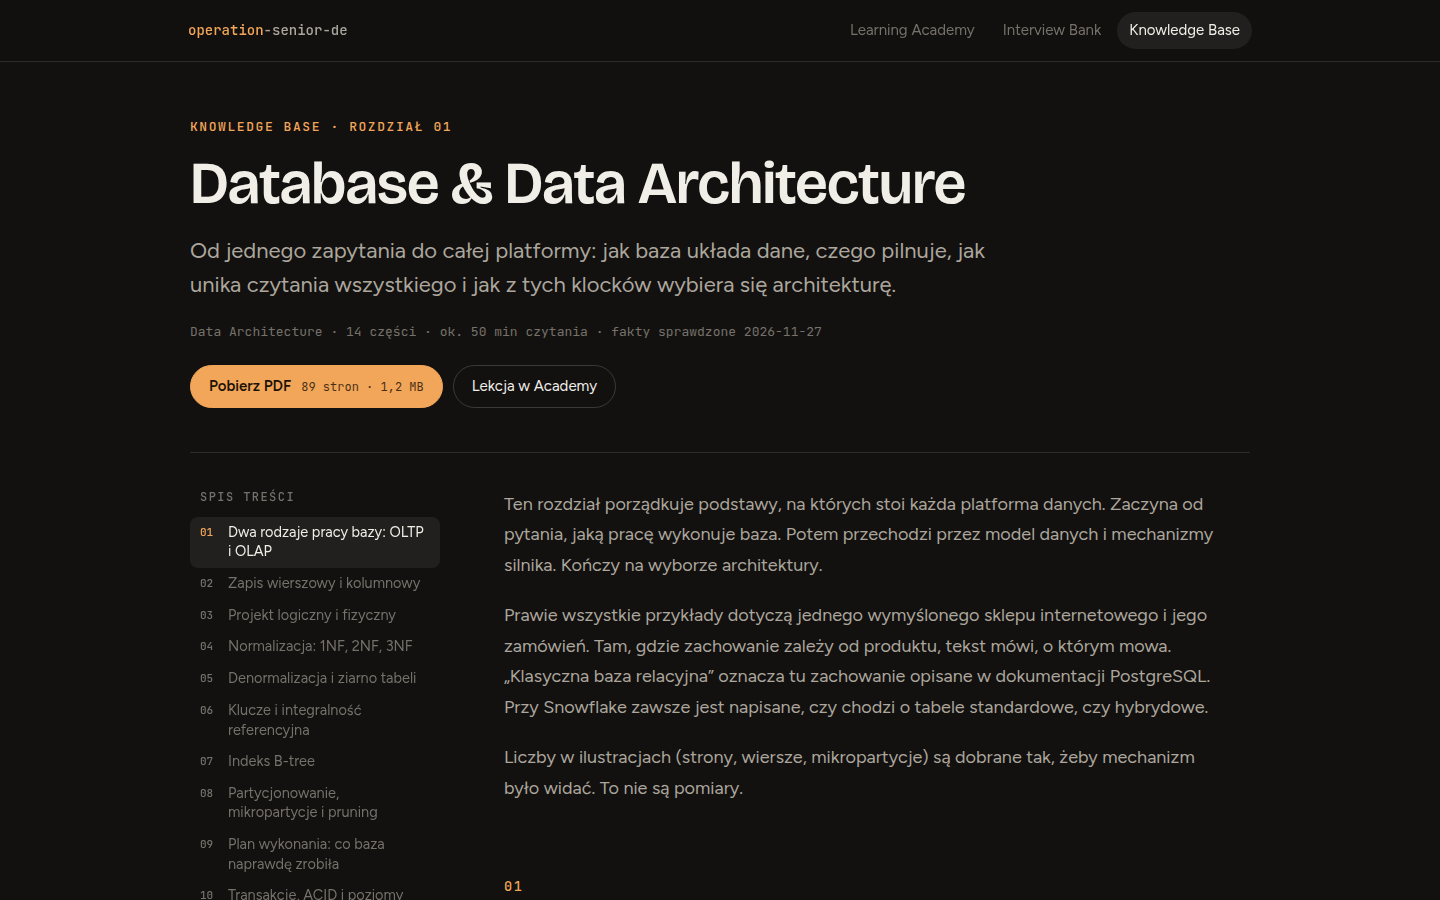 operation-senior-de
Learning Academy
Interview Bank
Knowledge Base
KNOWLEDGE BASE · ROZDZIAŁ 01
Database & Data Architecture
Od jednego zapytania do całej platformy: jak baza układa dane, czego pilnuje, jak
unika czytania wszystkiego i jak z tych klocków wybiera się architekturę.
Data Architecture · 14 części · ok. 50 min czytania · fakty sprawdzone 2026-11-27
Pobierz PDF 89 stron · 1,2 MB
Lekcja w Academy
SPIS TREŚCI
01 Dwa rodzaje pracy bazy: OLTP
i OLAP
02 Zapis wierszowy i kolumnowy
03 Projekt logiczny i fizyczny
04 Normalizacja: 1NF, 2NF, 3NF
05 Denormalizacja i ziarno tabeli
06 Klucze i integralność
referencyjna
07 Indeks B-tree
08 Partycjonowanie,
mikropartycje i pruning
09 Plan wykonania: co baza
naprawdę zrobiła
10 Transakcje, ACID i poziomy
Ten rozdział porządkuje podstawy, na których stoi każda platforma danych. Zaczyna od
pytania, jaką pracę wykonuje baza. Potem przechodzi przez model danych i mechanizmy
silnika. Kończy na wyborze architektury.
Prawie wszystkie przykłady dotyczą jednego wymyślonego sklepu internetowego i jego
zamówień. Tam, gdzie zachowanie zależy od produktu, tekst mówi, o którym mowa.
„Klasyczna baza relacyjna” oznacza tu zachowanie opisane w dokumentacji PostgreSQL.
Przy Snowflake zawsze jest napisane, czy chodzi o tabele standardowe, czy hybrydowe.
Liczby w ilustracjach (strony, wiersze, mikropartycje) są dobrane tak, żeby mechanizm
było widać. To nie są pomiary.
01